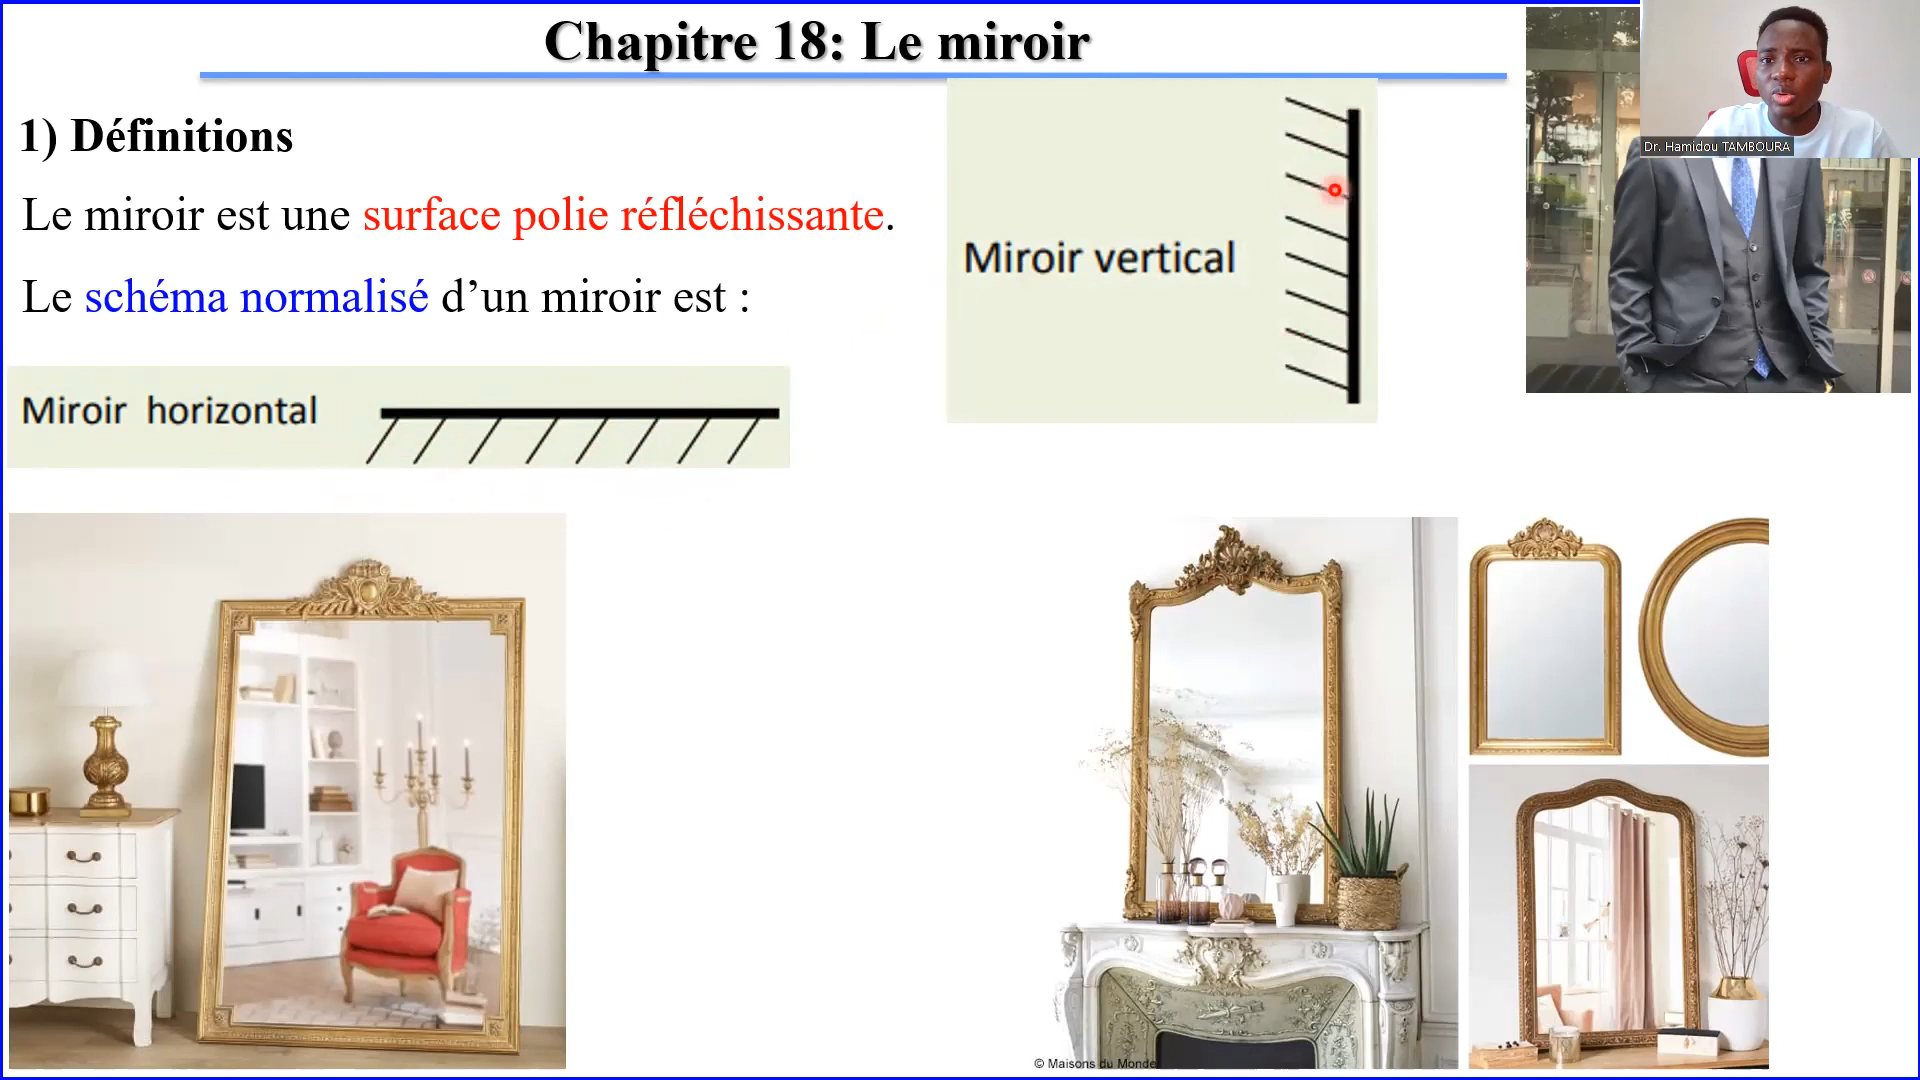 Chapitre 18: Le miroir
1) Définitions
Le miroir est une surface polie réfléchissante.
Le schéma normalisé d’un miroir est :
Miroir horizontal
Miroir vertical
Dr. Hamidou TAMBOURA
© Maisons du Monde